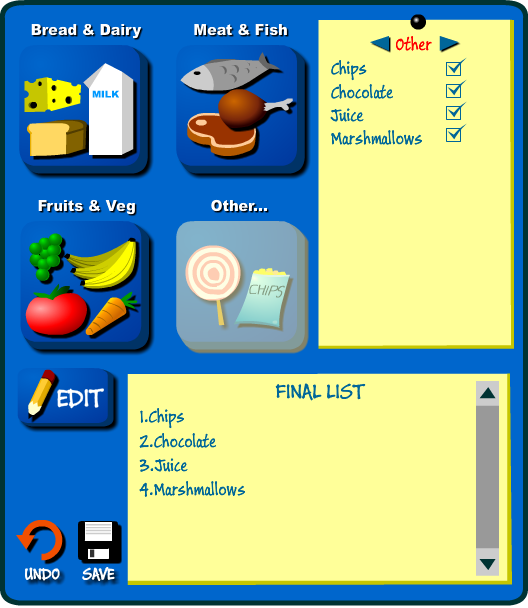 Bread & Dairy
Meat & Fish
MILK
Other
Chips
Chocolate
Juice
Marshmallows
Fruits & Veg
Other...
CHIPS
EDIT
FINAL LIST
1.Chips
2.Chocolate
3.Juice
4.Marshmallows
UNDO
SAVE